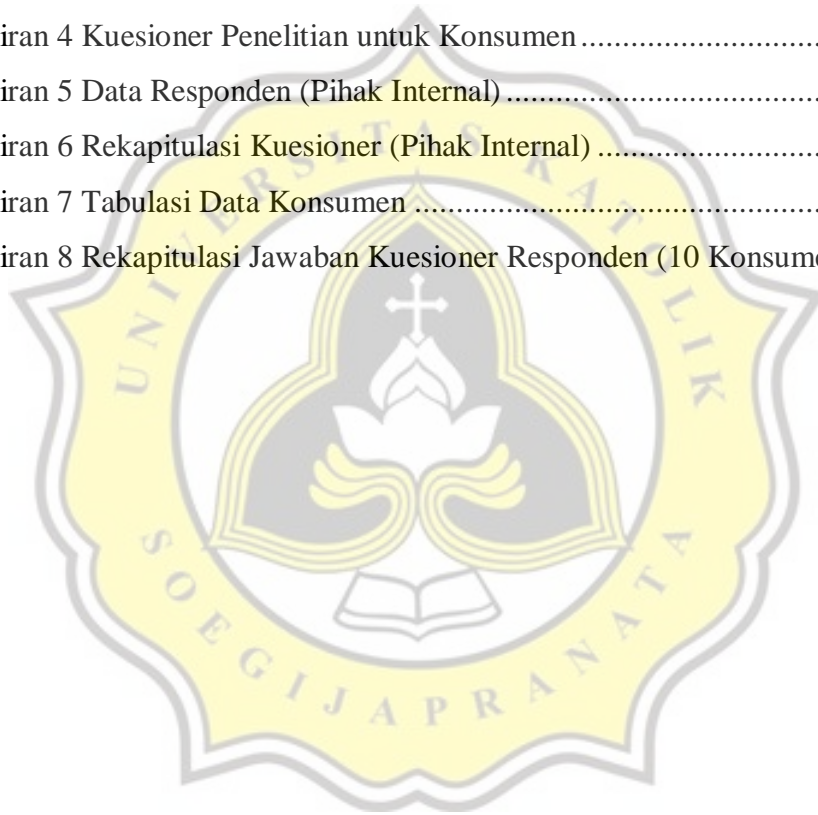 iran 4 Kuesioner Penelitian untuk Konsumen ..............................
iran 5 Data Responden (Pihak Internal) .......................................
iran 6 Rekapitulasi Kuesioner (Pihak Internal) ............................
iran 7 Tabulasi Data Konsumen ..................................................
iran 8 Rekapitulasi Jawaban Kuesioner Responden (10 Konsum
UNIVERSITAS KATOLIK
SOEGIJAPRANATA